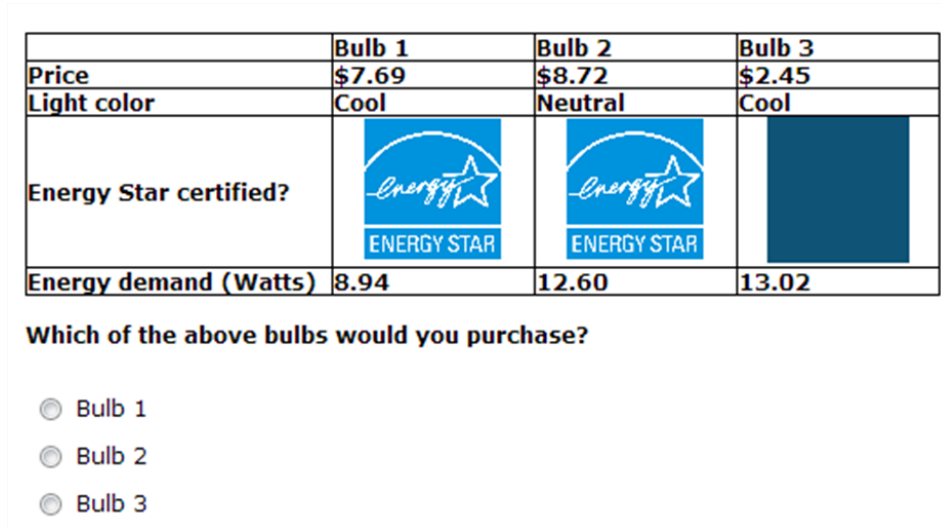 Bulb 1 Bulb 2 Bulb 3
Price $7.69 $8.72 $2.45
Light color Cool Neutral Cool
Energy Star certified? energy energy
ENERGY STAR ENERGY STAR
Energy demand (Watts) 8.94 12.60 13.02
Which of the above bulbs would you purchase?
Bulb 1
Bulb 2
Bulb 3